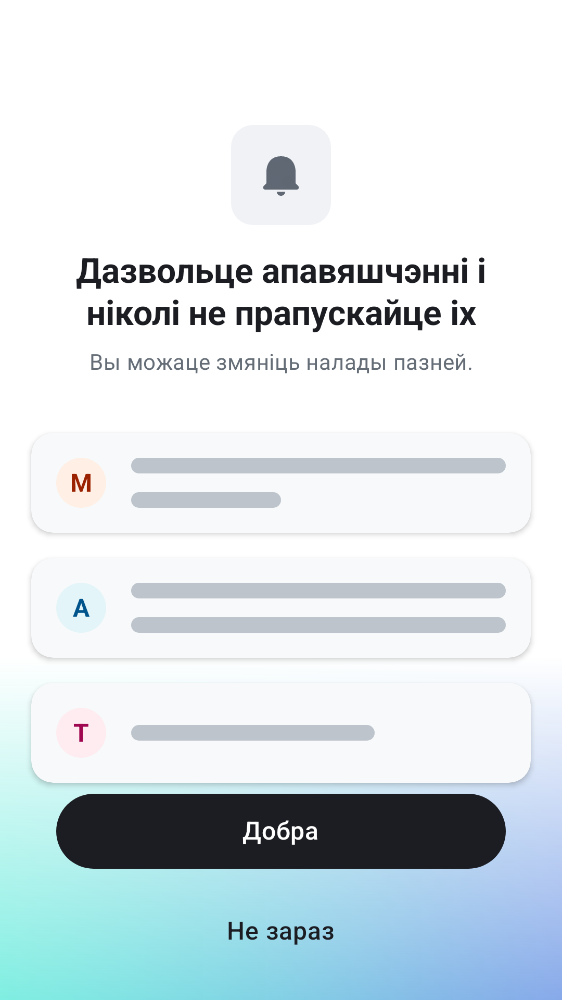 Дазвольце апавяшчэнні і
ніколі не прапускайце іх
Вы можаце змяніць налады пазней.
M
A
T
Добра
Не зараз